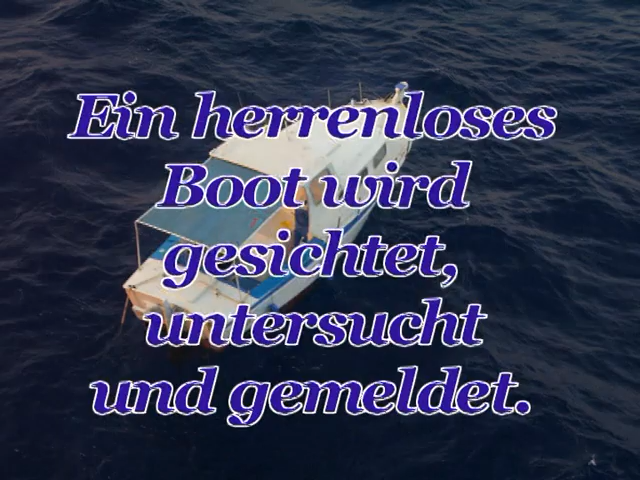 Ein herrenloses
Boot wird
gesichtet,
untersucht
und gemeldet.